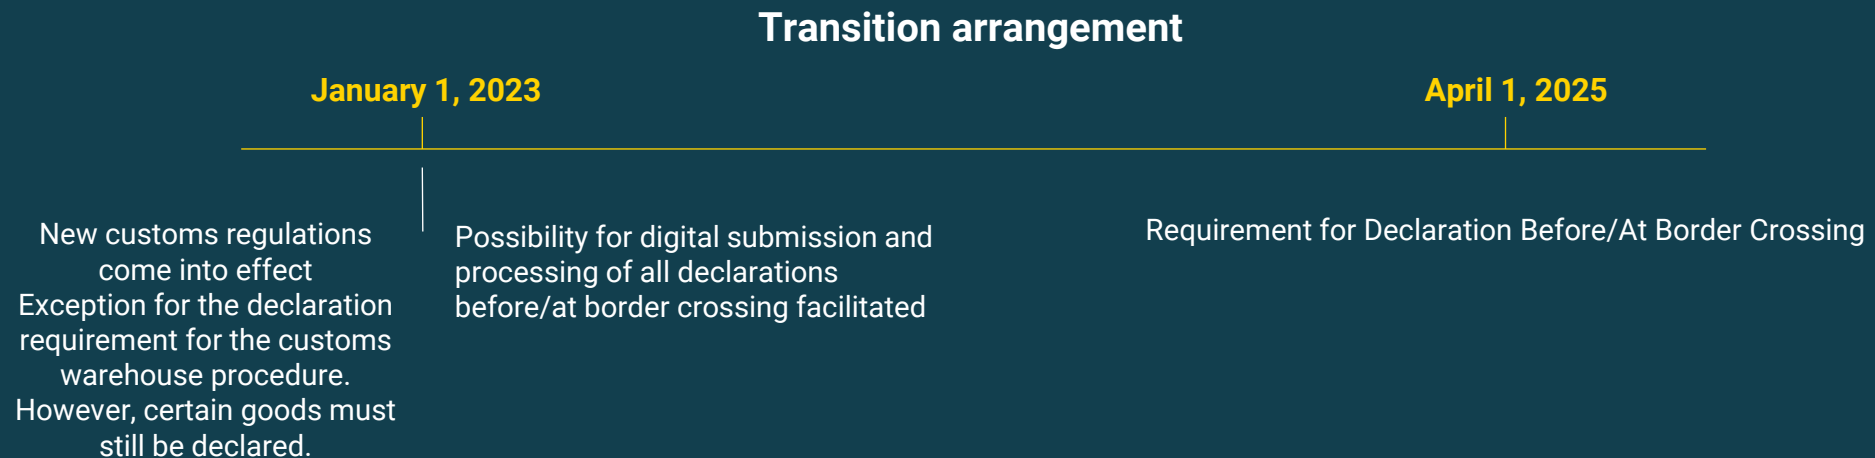 Transition arrangement
January 1, 2023
April 1, 2025
New customs regulations
come into effect
Exception for the declaration
requirement for the customs
warehouse procedure.
However, certain goods must
still be declared.
Possibility for digital submission and
processing of all declarations
before/at border crossing facilitated
Requirement for Declaration Before/At Border Crossing